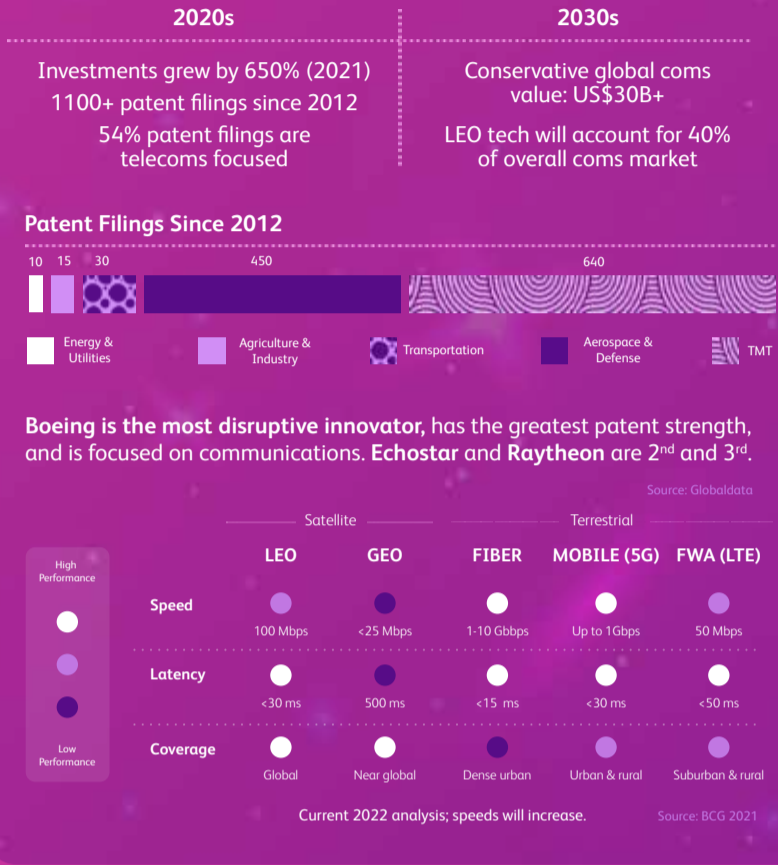 2020s
2030s
Investments grew by 650% (2021)
1100+ patent filings since 2012
54% patent filings are
telecoms focused
Conservative global coms
value: US$30B+
LEO tech will account for 40%
of overall coms market
Patent Filings Since 2012
10 15 30 450 640
Energy &
Utilities
Agriculture &
Industry
Transportation
Aerospace &
Defense
TMT
Boeing is the most disruptive innovator, has the greatest patent strength,
and is focused on communications. Echostar and Raytheon are 2nd and 3rd.
Source: Globaldata
Satellite Terrestrial
LEO GEO FIBER MOBILE (5G) FWA (LTE)
High
Performance
Low
Performance
Speed
100 Mbps <25 Mbps 1-10 Gbbps Up to 1Gbps 50 Mbps
Latency
<30 ms 500 ms <15 ms <30 ms <50 ms
Coverage
Global Near global Dense urban Urban & rural Suburban & rural
Current 2022 analysis; speeds will increase.
Source: BCG 2021